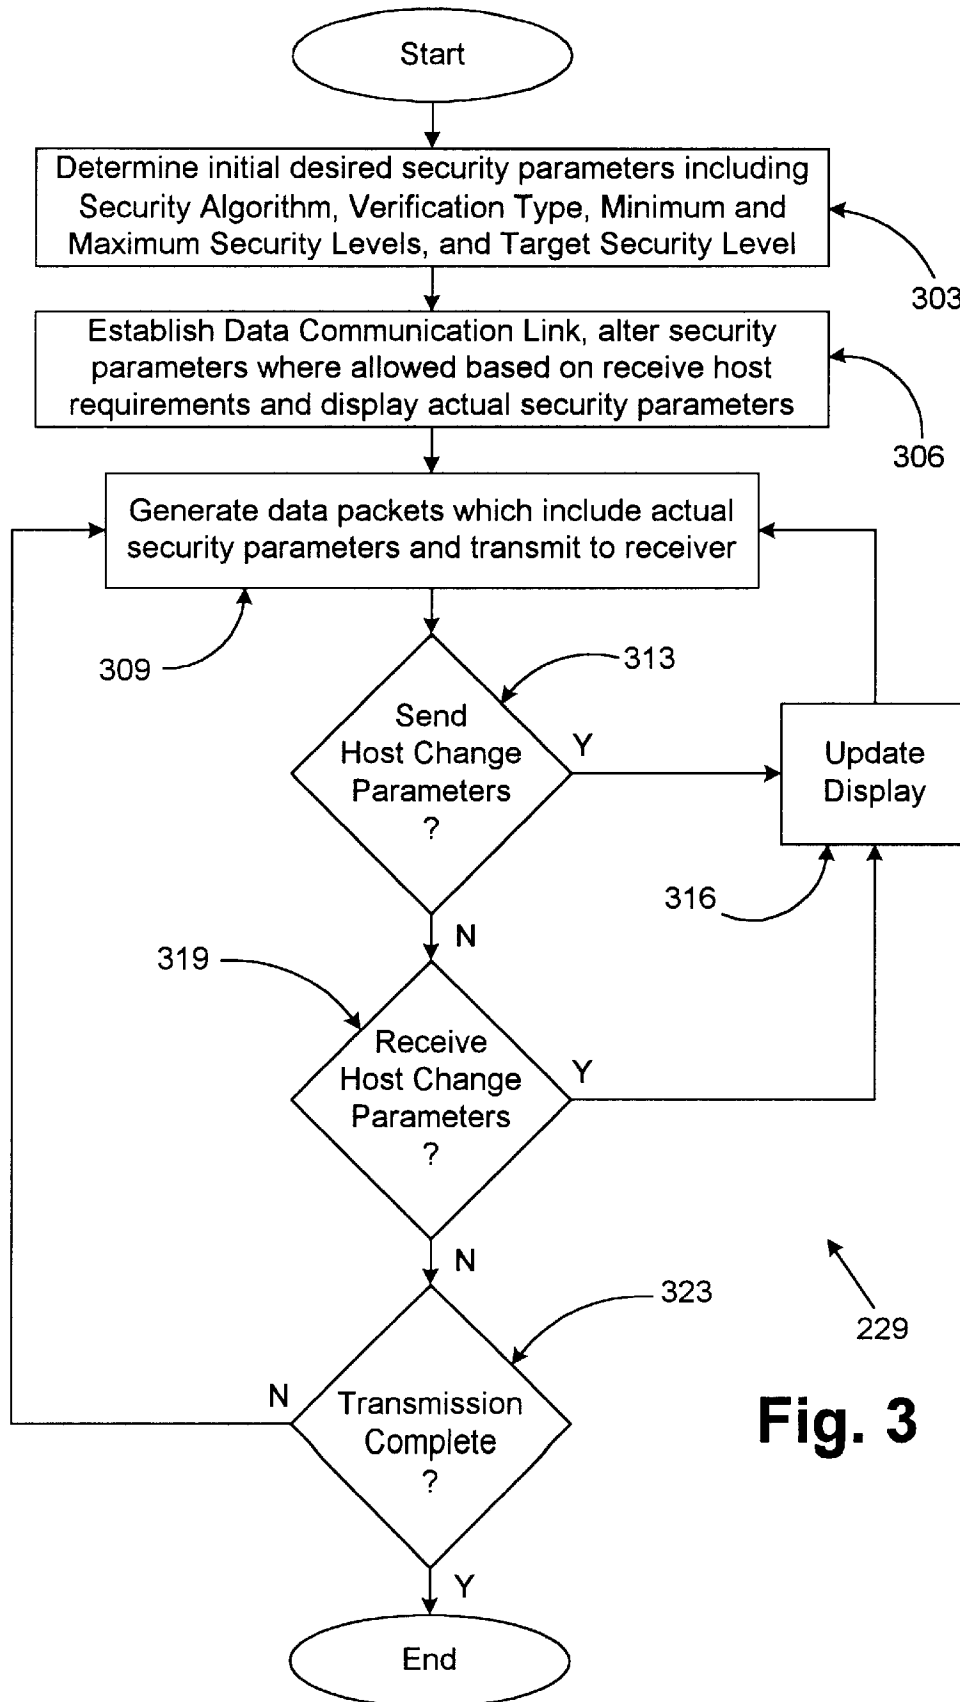 Start
Determine initial desired security parameters including
Security Algorithm, Verification Type, Minimum and
Maximum Security Levels, and Target Security Level
303
Establish Data Communication Link, alter security
parameters where allowed based on receive host
requirements and display actual security parameters
306
Generate data packets which include actual
security parameters and transmit to receiver
309
313
Send
Host Change
Parameters
?
Y
Update
Display
316
N
319
Receive
Host Change
Parameters
?
Y
N
323
229
N
Transmission
Complete
?
Fig. 3
Y
End